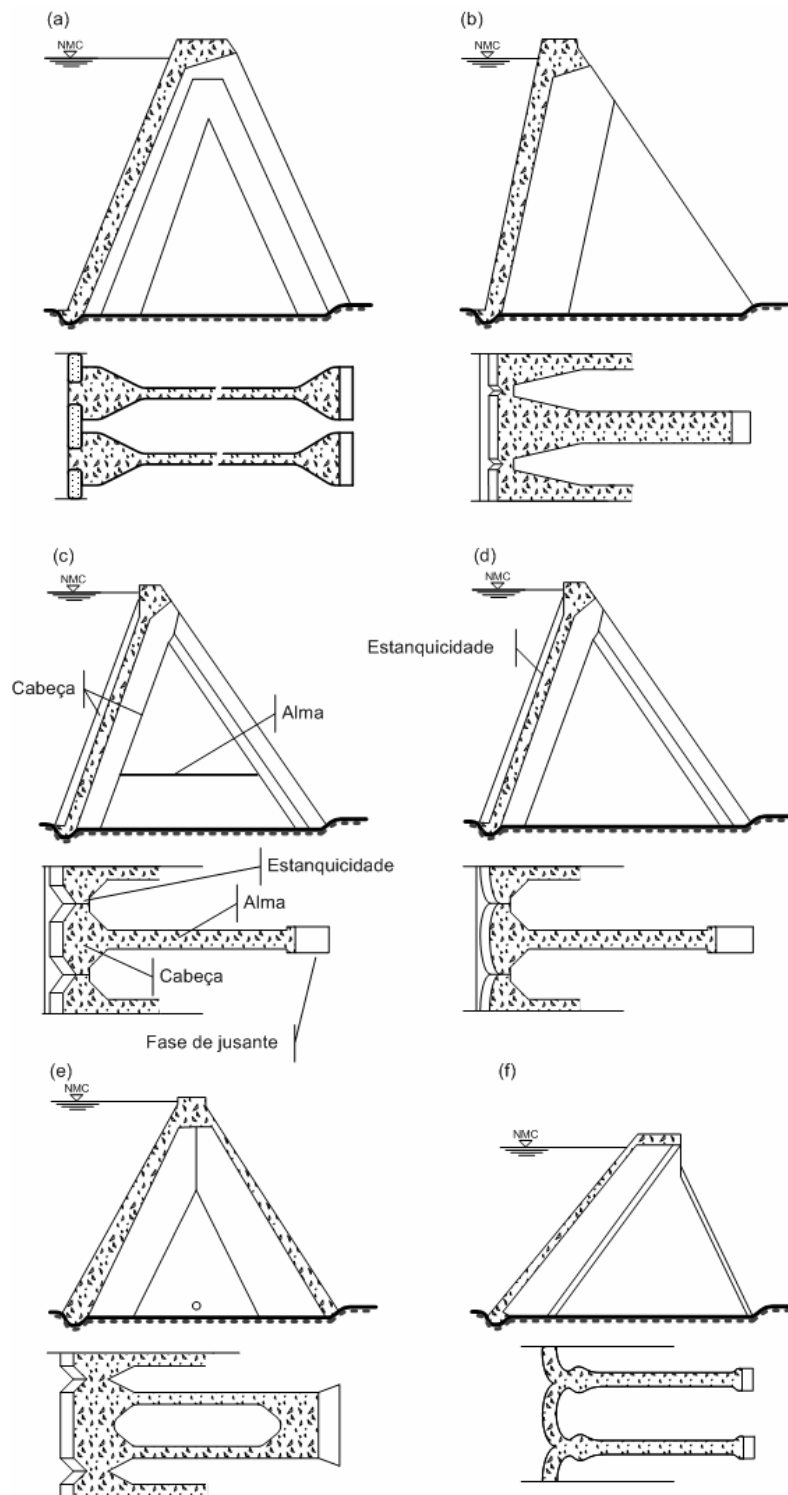 (a)
NMC
(b)
NMC
(c)
NMC
Cabeça
Alma
Estanquicidade
Alma
Cabeça
Fase de jusante
(d)
NMC
Estanquicidade
(e)
NMC
(f)
NMC